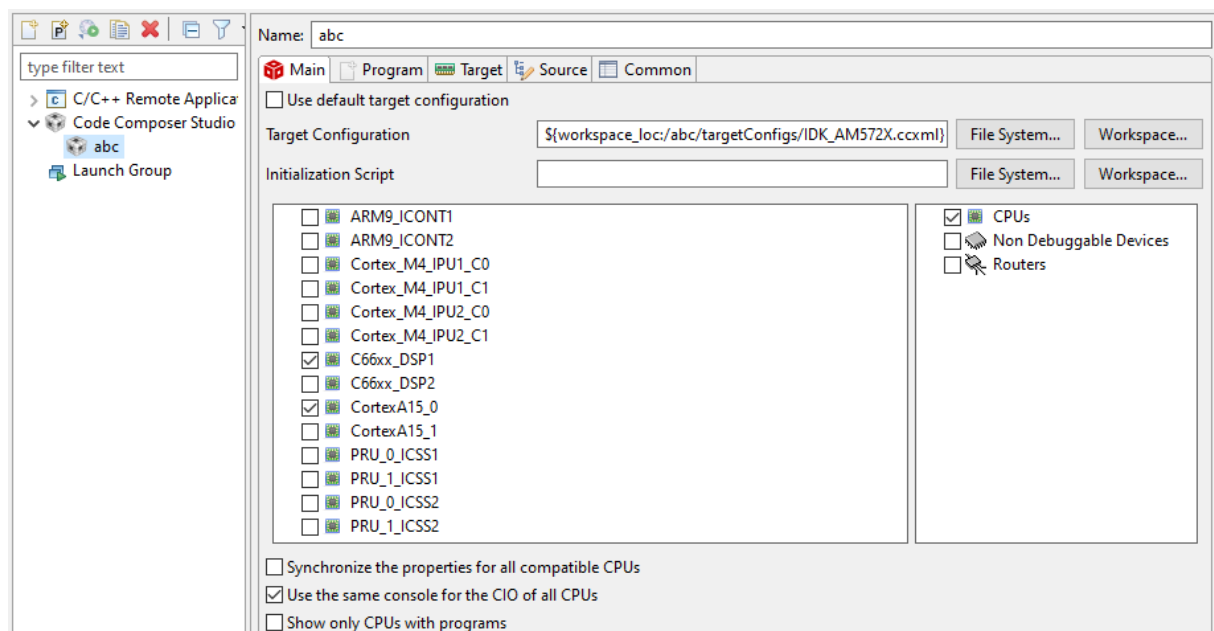 Name: abc
type filter text
C/C++ Remote Applica
Code Composer Studio
abc
Launch Group
Main Program Target Source Common
Use default target configuration
Target Configuration ${workspace_loc:/abc/targetConfigs/IDK_AM572X.ccxml} File System... Workspace...
Initialization Script File System... Workspace...
ARM9_ICONT1
ARM9_ICONT2
Cortex_M4_IPU1_C0
Cortex_M4_IPU1_C1
Cortex_M4_IPU2_C0
Cortex_M4_IPU2_C1
C66xx_DSP1
C66xx_DSP2
CortexA15_0
CortexA15_1
PRU_0_ICSS1
PRU_1_ICSS1
PRU_0_ICSS2
PRU_1_ICSS2
CPUs
Non Debuggable Devices
Routers
Synchronize the properties for all compatible CPUs
Use the same console for the CIO of all CPUs
Show only CPUs with programs